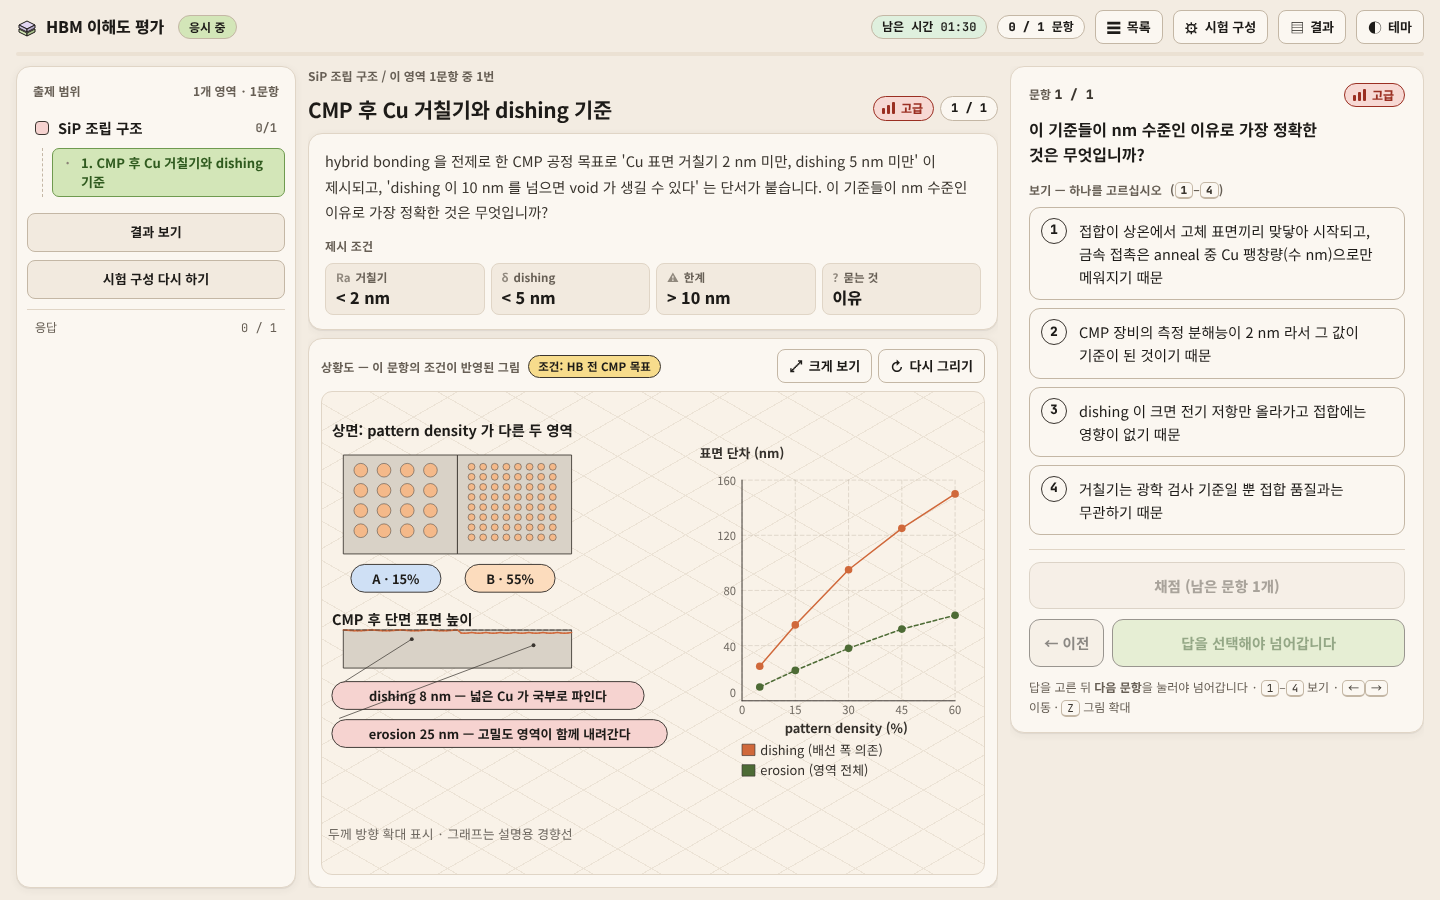 HBM 이해도 평가
응시 중
남은 시간 01:30
0 / 1 문항
목록
시험 구성
결과
테마
출제 범위
1개 영역 · 1문항
SiP 조립 구조
0/1
· 1. CMP 후 Cu 거칠기와 dishing
기준
결과 보기
시험 구성 다시 하기
응답
0 / 1
SiP 조립 구조 / 이 영역 1문항 중 1번
CMP 후 Cu 거칠기와 dishing 기준
고급
1 / 1
hybrid bonding 을 전제로 한 CMP 공정 목표로 'Cu 표면 거칠기 2 nm 미만, dishing 5 nm 미만' 이
제시되고, 'dishing 이 10 nm 를 넘으면 void 가 생길 수 있다' 는 단서가 붙습니다. 이 기준들이 nm 수준인
이유로 가장 정확한 것은 무엇입니까?
제시 조건
Ra 거칠기
< 2 nm
δ dishing
< 5 nm
⚠ 한계
> 10 nm
? 묻는 것
이유
상황도 — 이 문항의 조건이 반영된 그림
조건: HB 전 CMP 목표
크게 보기
다시 그리기
상면: pattern density 가 다른 두 영역
A · 15%
B · 55%
CMP 후 단면 표면 높이
dishing 8 nm — 넓은 Cu 가 국부로 파인다
erosion 25 nm — 고밀도 영역이 함께 내려간다
표면 단차 (nm)
160
120
80
40
0
0 15 30 45 60
pattern density (%)
dishing (배선 폭 의존)
erosion (영역 전체)
두께 방향 확대 표시 · 그래프는 설명용 경향선
문항 1 / 1
고급
이 기준들이 nm 수준인 이유로 가장 정확한
것은 무엇입니까?
보기 — 하나를 고르십시오 (1–4)
1 접합이 상온에서 고체 표면끼리 맞닿아 시작되고,
금속 접촉은 anneal 중 Cu 팽창량(수 nm)으로만
메워지기 때문
2 CMP 장비의 측정 분해능이 2 nm 라서 그 값이
기준이 된 것이기 때문
3 dishing 이 크면 전기 저항만 올라가고 접합에는
영향이 없기 때문
4 거칠기는 광학 검사 기준일 뿐 접합 품질과는
무관하기 때문
채점 (남은 문항 1개)
← 이전
답을 선택해야 넘어갑니다
답을 고른 뒤 다음 문항을 눌러야 넘어갑니다 · 1–4 보기 · ← →
이동 · Z 그림 확대